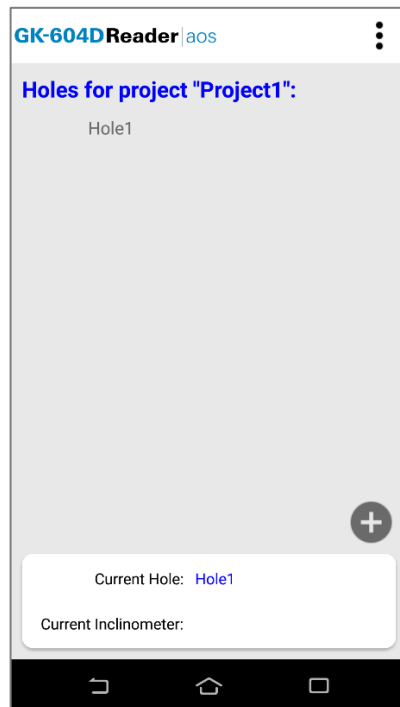 GK-604DReader|aos
Holes for project "Project1":
Hole1
Current Hole: Hole1
Current Inclinometer: